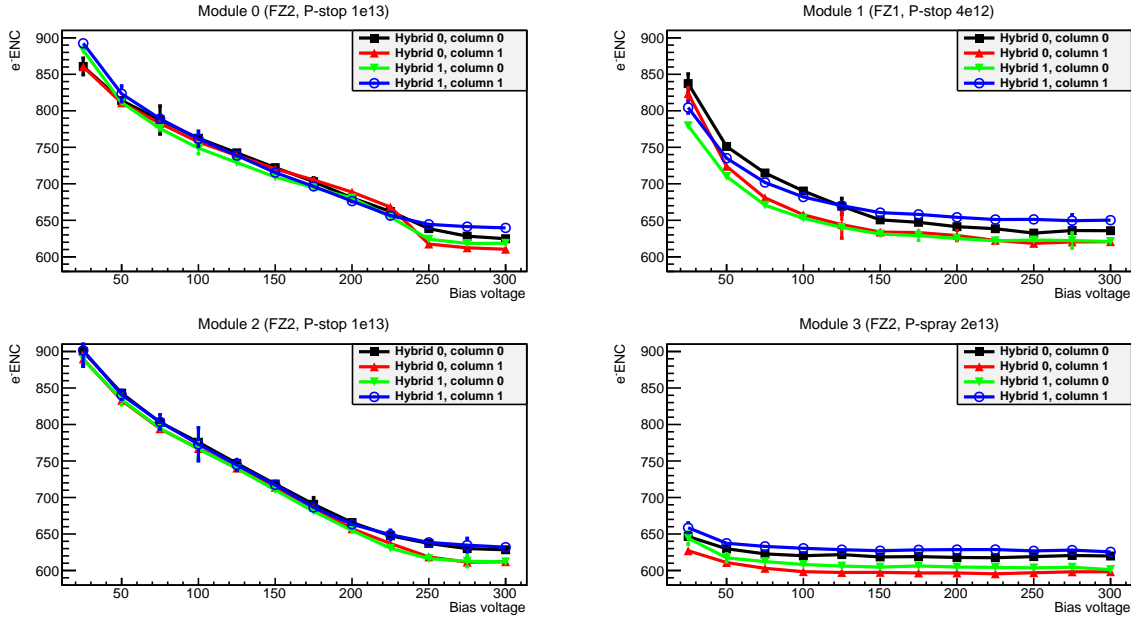 Module 0 (FZ2, P-stop 1e13)
e⁻ENC
900
850
800
750
700
650
600
Hybrid 0, column 0
Hybrid 0, column 1
Hybrid 1, column 0
Hybrid 1, column 1
50 100 150 200 250 300
Bias voltage
Module 1 (FZ1, P-stop 4e12)
e⁻ENC
900
850
800
750
700
650
600
Hybrid 0, column 0
Hybrid 0, column 1
Hybrid 1, column 0
Hybrid 1, column 1
50 100 150 200 250 300
Bias voltage
Module 2 (FZ2, P-stop 1e13)
e⁻ENC
900
850
800
750
700
650
600
Hybrid 0, column 0
Hybrid 0, column 1
Hybrid 1, column 0
Hybrid 1, column 1
50 100 150 200 250 300
Bias voltage
Module 3 (FZ2, P-spray 2e13)
e⁻ENC
900
850
800
750
700
650
600
Hybrid 0, column 0
Hybrid 0, column 1
Hybrid 1, column 0
Hybrid 1, column 1
50 100 150 200 250 300
Bias voltage